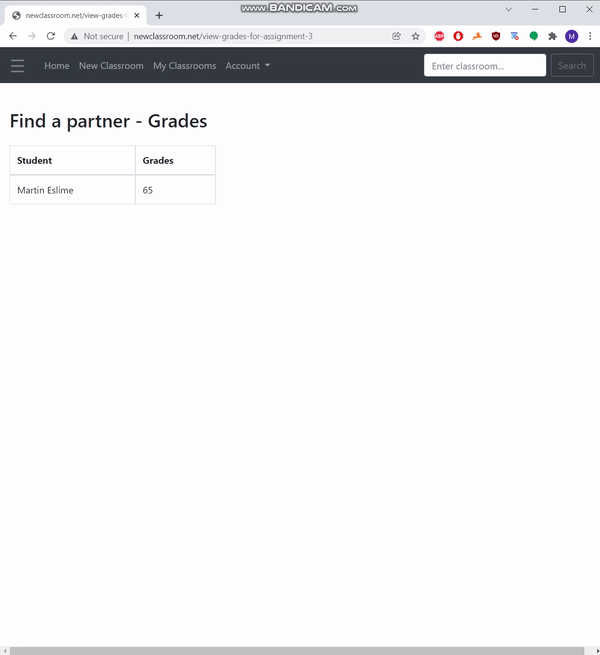 www.BANDICAM.com
newclassroom.net/view-grades-f
Not secure | newclassroom.net/view-grades-for-assignment-3
ABP
M
Home New Classroom My Classrooms Account Enter classroom... Search
Find a partner - Grades
Student Grades
Martin Eslime 65